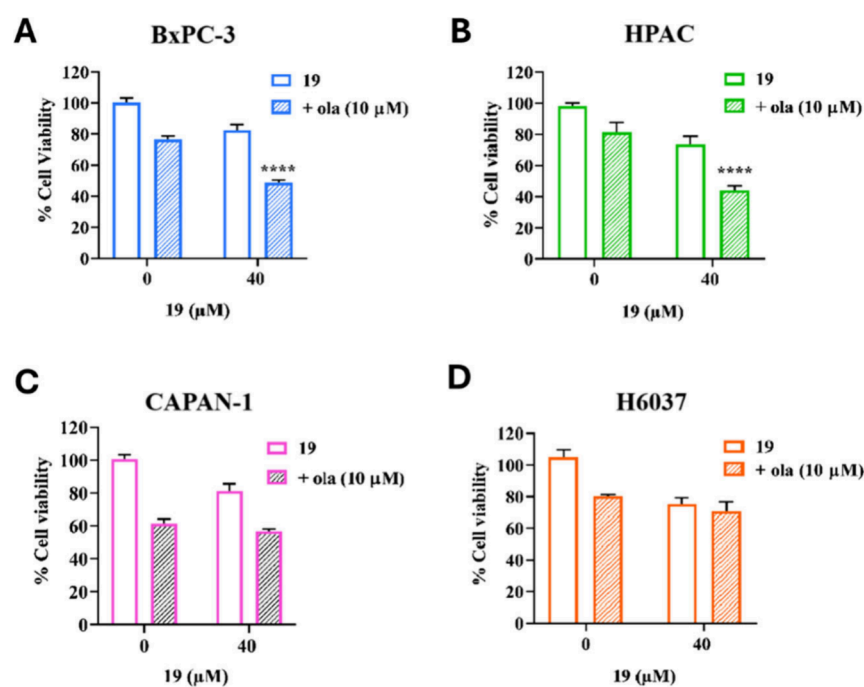 A
BxPC-3
% Cell Viability
120
100
80
60
40
20
0
19
+ ola (10 µM)
****
0
40
19 (µM)
B
HPAC
% Cell viability
120
100
80
60
40
20
0
19
+ ola (10 µM)
****
0
40
19 (µM)
C
CAPAN-1
% Cell viability
120
100
80
60
40
20
0
19
+ ola (10 µM)
0
40
19 (µM)
D
H6037
% Cell viability
120
100
80
60
40
20
0
19
+ ola (10 µM)
0
40
19 (µM)